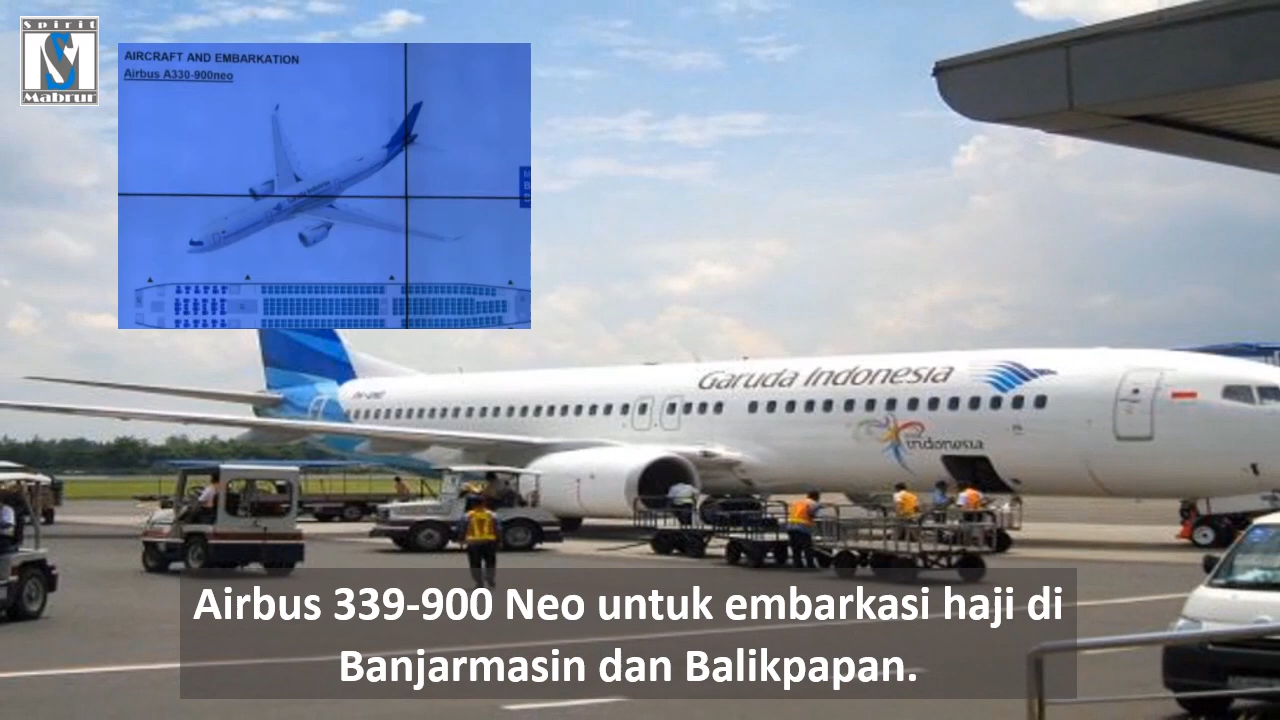 Spirit
Mabrur
AIRCRAFT AND EMBARKATION
Airbus A330-900neo
Garuda Indonesia
indonesia
Airbus 339-900 Neo untuk embarkasi haji di
Banjarmasin dan Balikpapan.